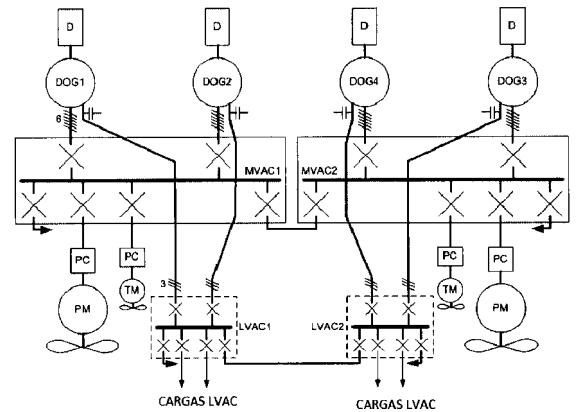 D D D D
DOG1 DOG2 DOG4 DOG3
6
MVAC1 MVAC2
PC PC PC PC
TM TM
PM PM
3
LVAC1 LVAC2
CARGAS LVAC CARGAS LVAC